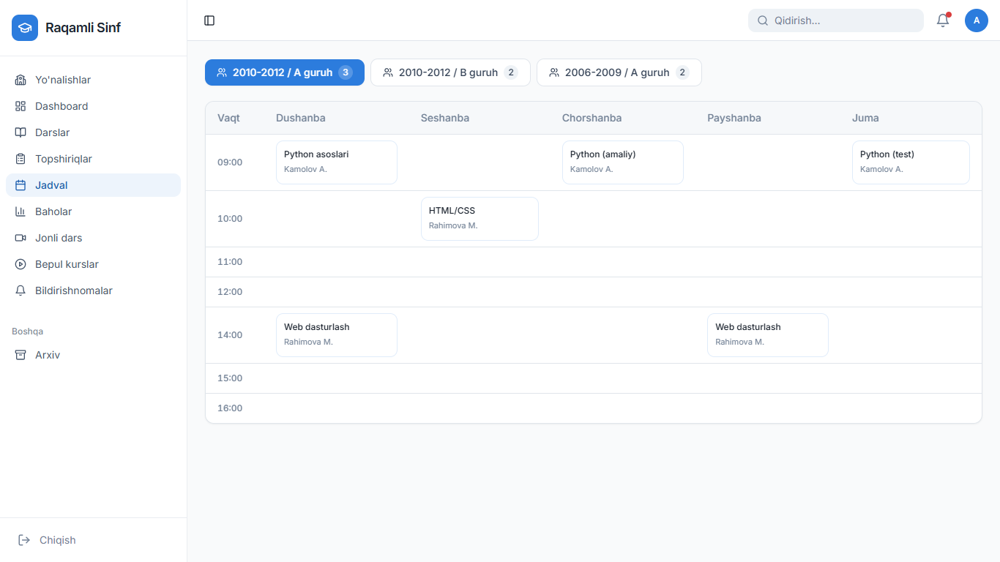 Raqamli Sinf
Yo'nalishlar
Dashboard
Darslar
Topshiriqlar
Jadval
Baholar
Jonli dars
Bepul kurslar
Bildirishnomalar
Boshqa
Arxiv
Chiqish
Qidirish...
A
2010-2012 / A guruh 3
2010-2012 / B guruh 2
2006-2009 / A guruh 2
Vaqt Dushanba Seshanba Chorshanba Payshanba Juma
09:00
Python asoslari
Kamolov A.
Python (amaliy)
Kamolov A.
Python (test)
Kamolov A.
10:00
HTML/CSS
Rahimova M.
11:00
12:00
14:00
Web dasturlash
Rahimova M.
Web dasturlash
Rahimova M.
15:00
16:00